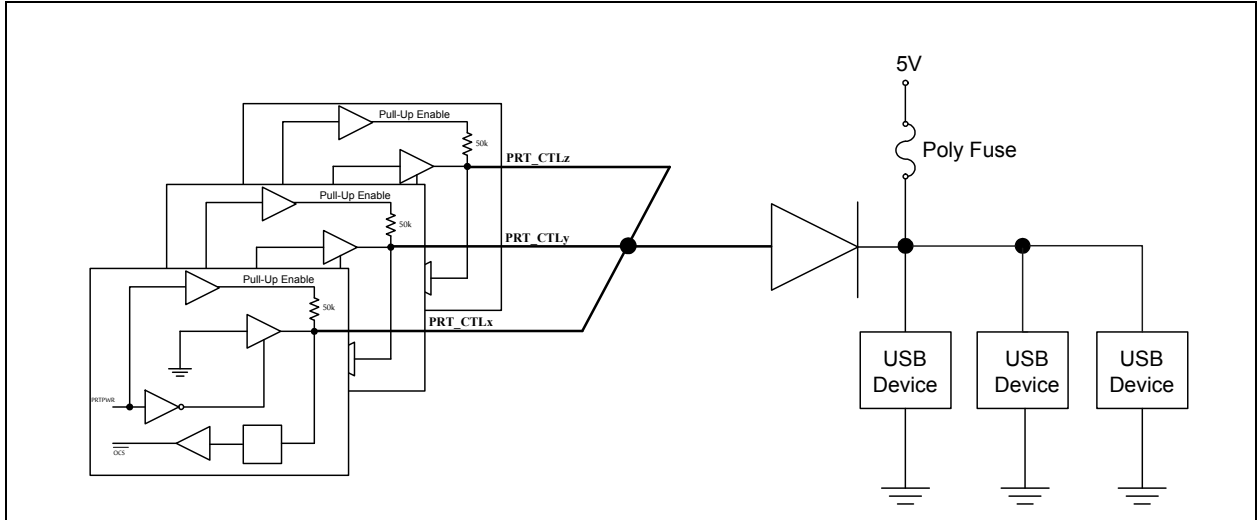 5V
Poly Fuse
Pull-Up Enable
50k
PRT_CTLz
Pull-Up Enable
50k
PRT_CTLy
Pull-Up Enable
50k
PRT_CTLx
PRTPWR
OCS
USB
Device
USB
Device
USB
Device